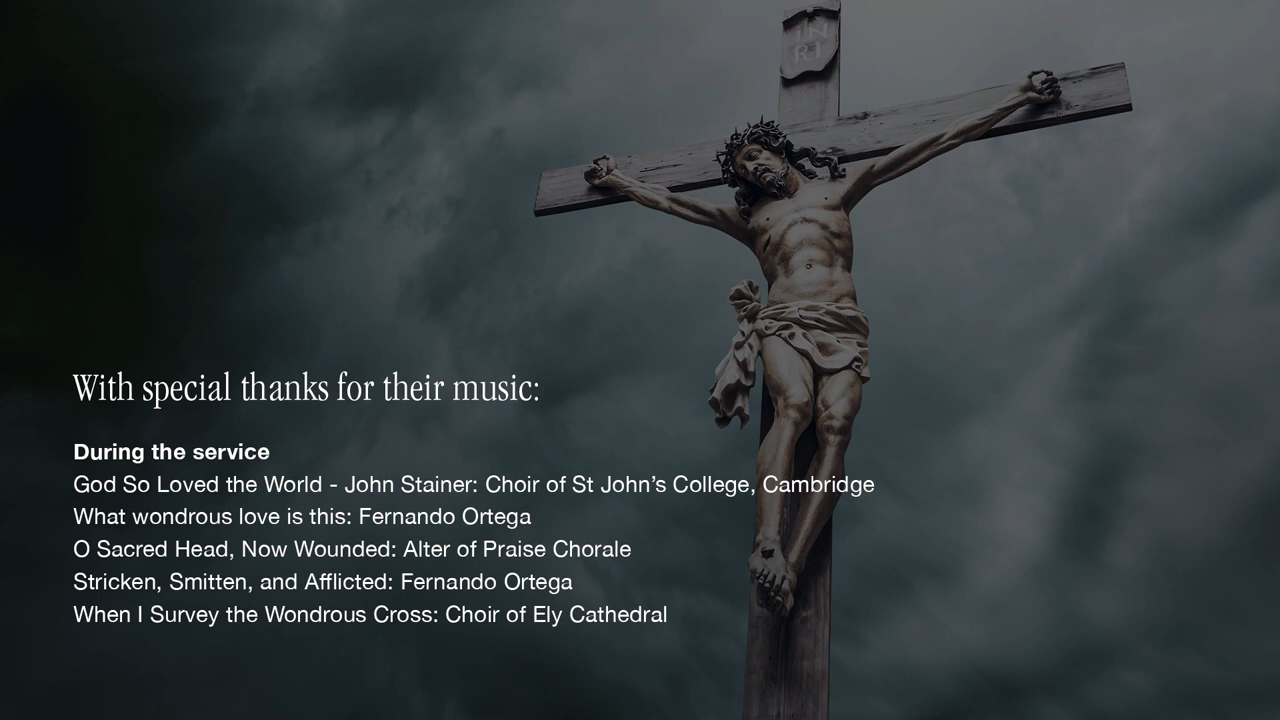 IN
RI
With special thanks for their music:
During the service
God So Loved the World - John Stainer: Choir of St John’s College, Cambridge
What wondrous love is this: Fernando Ortega
O Sacred Head, Now Wounded: Alter of Praise Chorale
Stricken, Smitten, and Afflicted: Fernando Ortega
When I Survey the Wondrous Cross: Choir of Ely Cathedral